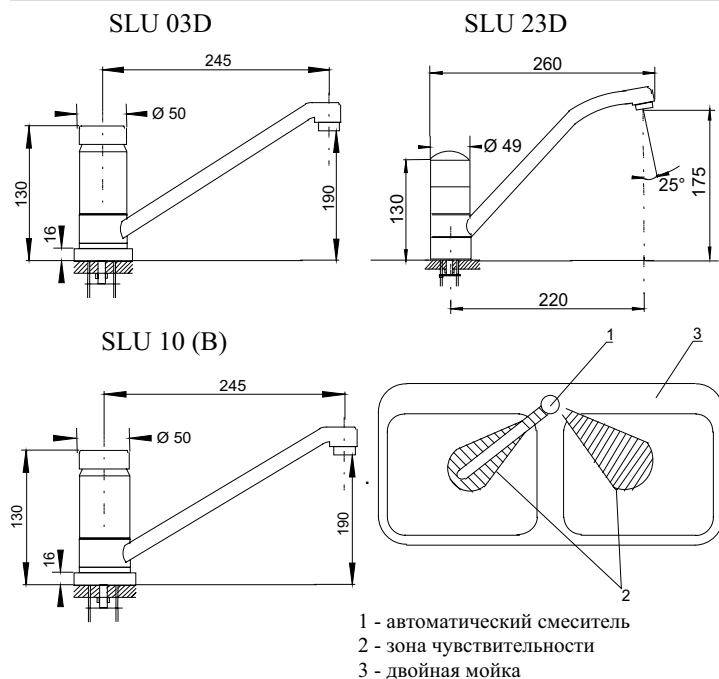 SLU 03D
245
Ø 50
130
16
190
SLU 23D
260
Ø 49
130
25°
175
220
SLU 10 (B)
245
Ø 50
130
16
190
1
3
2
1 - автоматический смеситель
2 - зона чувствительности
3 - двойная мойка